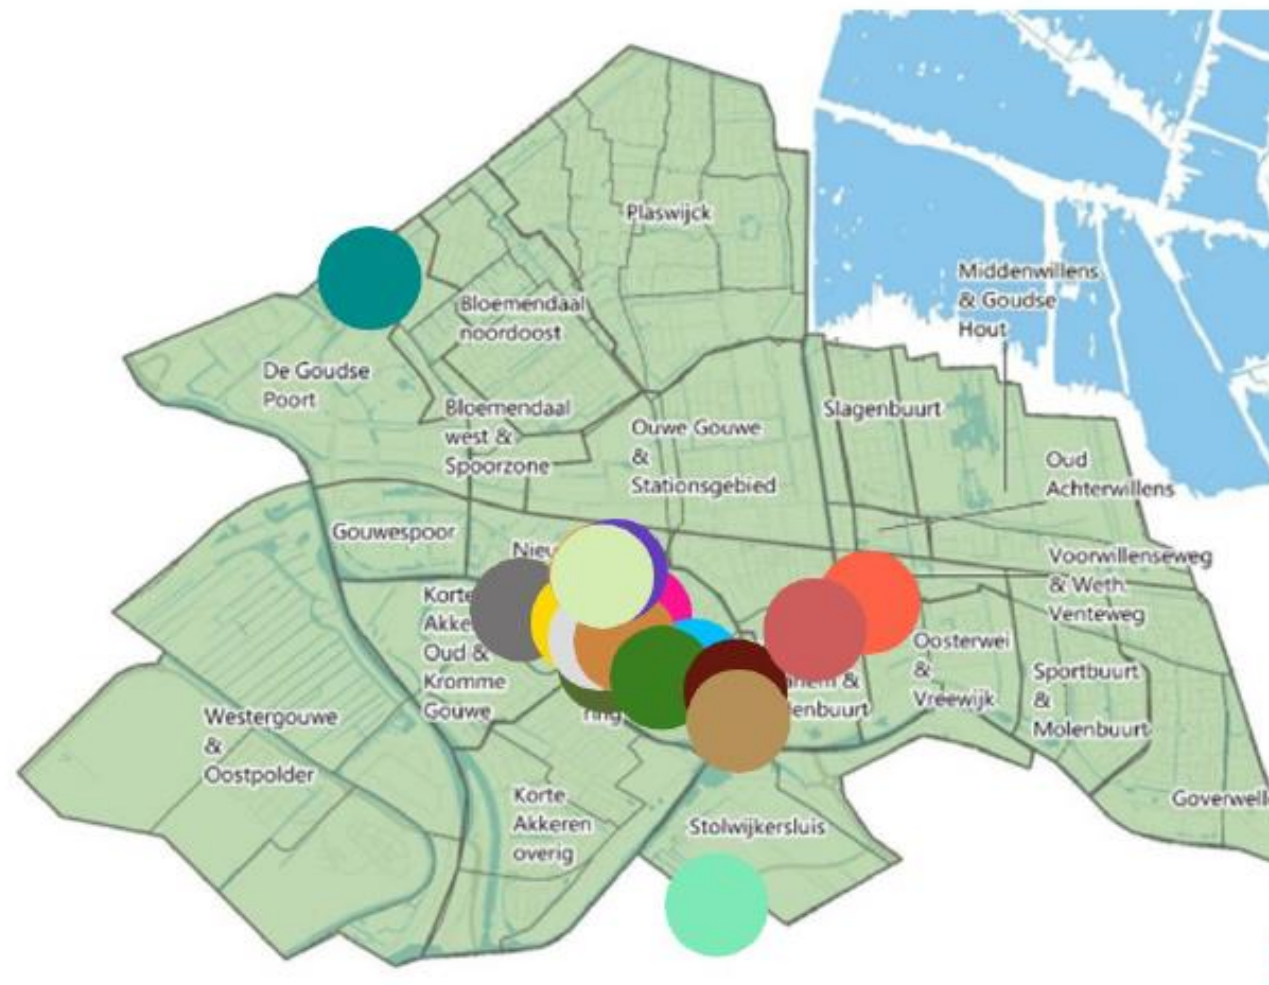 Plaswijck
Middenwillens
& Goudse
Hout
Bloemendaal
noordoost
De Goudse
Poort
Bloemendaal
west &
Spoorzone
Ouwe Gouwe
&
Stationsgebied
Slagenbuurt
Oud
Achterwillens
Gouwespoor
Voorwillenseweg
& Weth.
Venteweg
Korte
Oud &
Kromme
Gouwe
Oosterwei
&
Vreewijk
Sportbuurt
&
Molenbuurt
Westergouwe
&
Oostpolder
Korte
Akkeren
overig
Stolwijkersluis